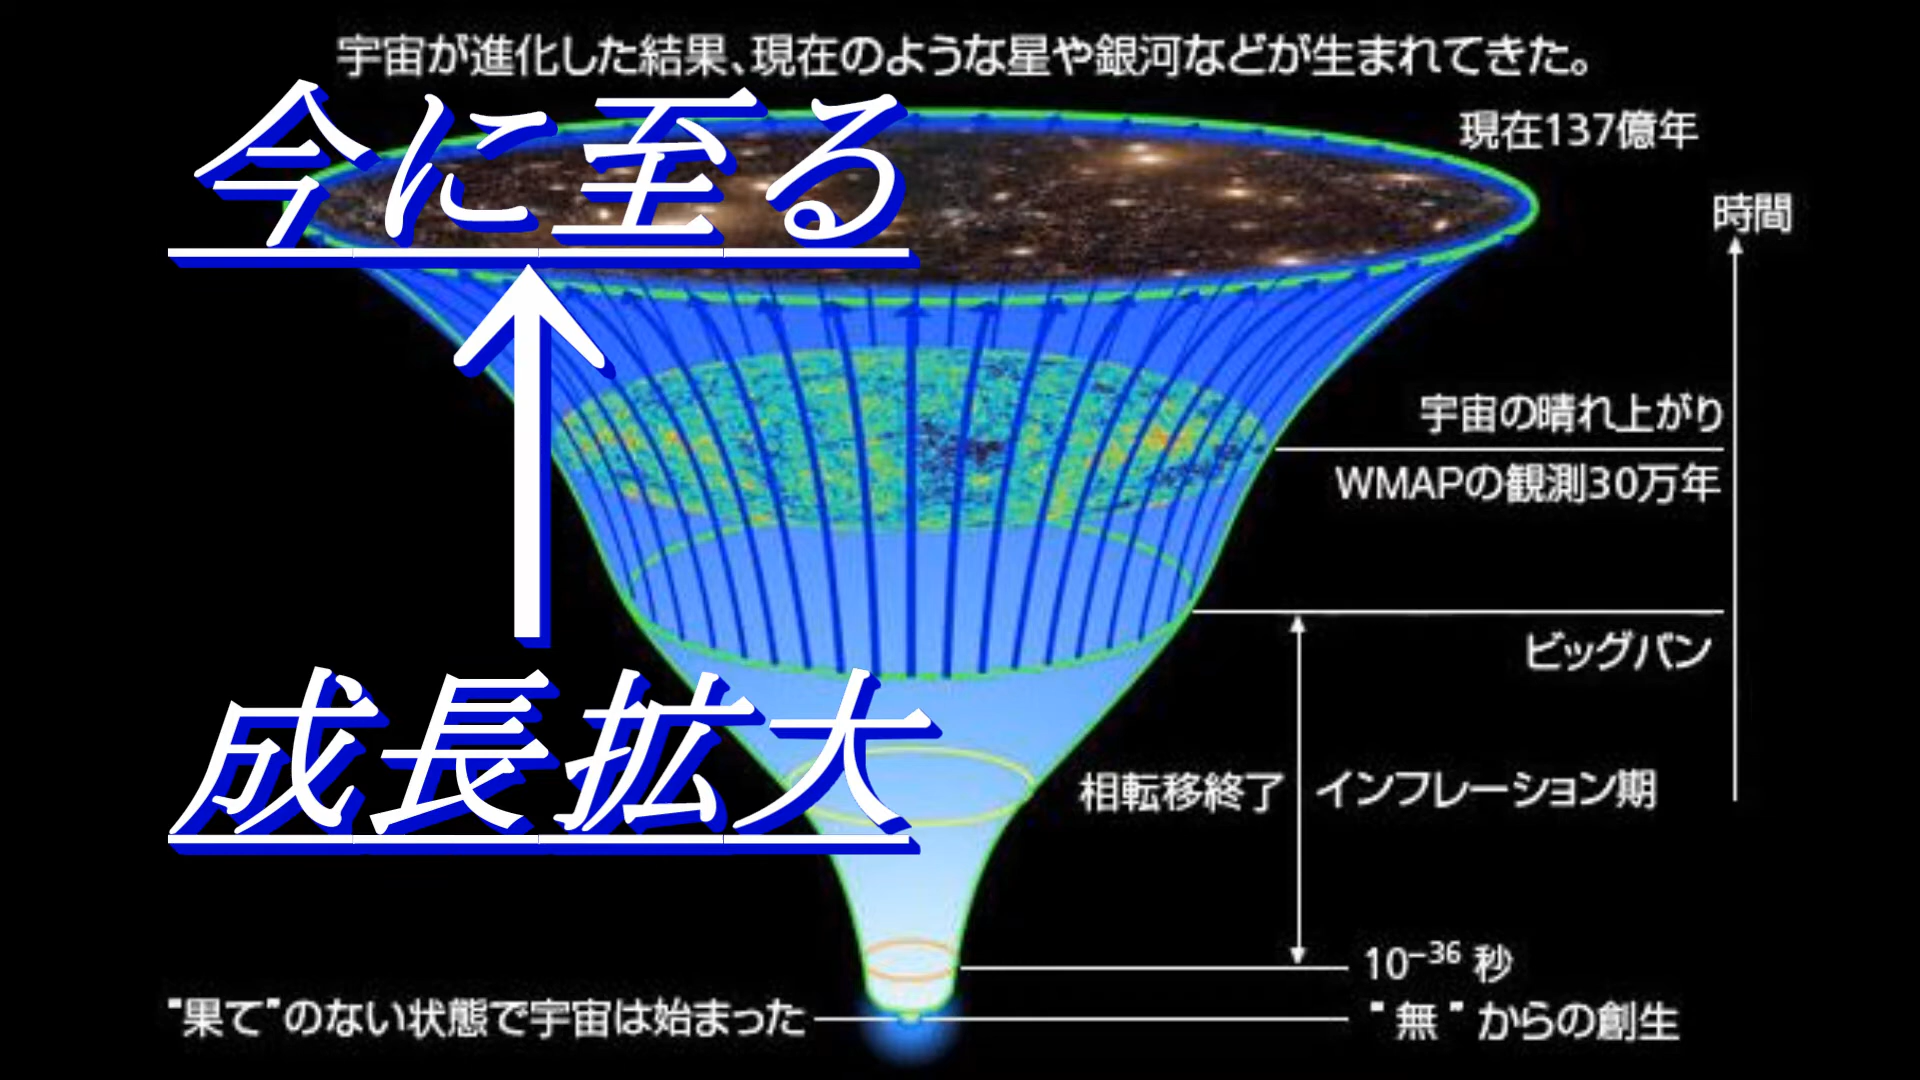 宇宙が進化した結果、現在のような星や銀河などが生まれてきた。
現在137億年
今に至る
時間
宇宙の晴れ上がり
WMAPの観測30万年
ビッグバン
成長拡大
相転移終了
インフレーション期
10⁻³⁶ 秒
"果て"のない状態で宇宙は始まった
"無"からの創生